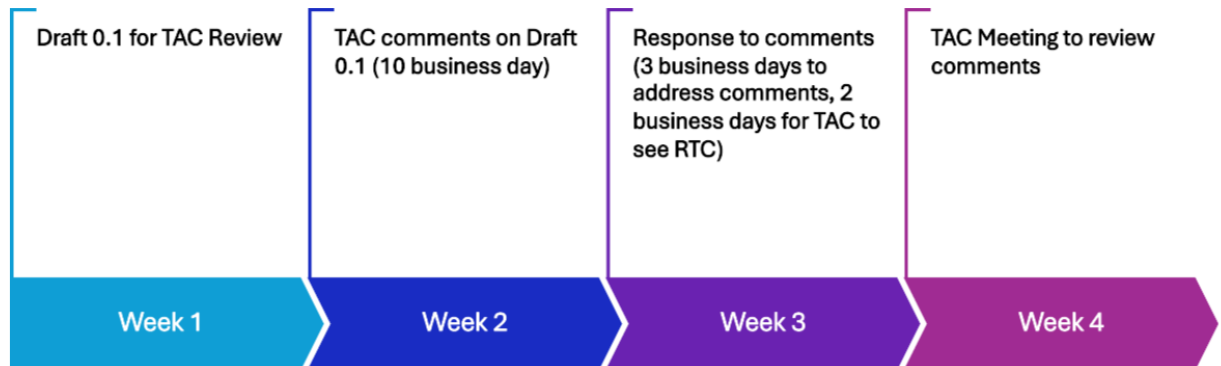 Draft 0.1 for TAC Review
TAC comments on Draft
0.1 (10 business day)
Response to comments
(3 business days to
address comments, 2
business days for TAC to
see RTC)
TAC Meeting to review
comments
Week 1
Week 2
Week 3
Week 4